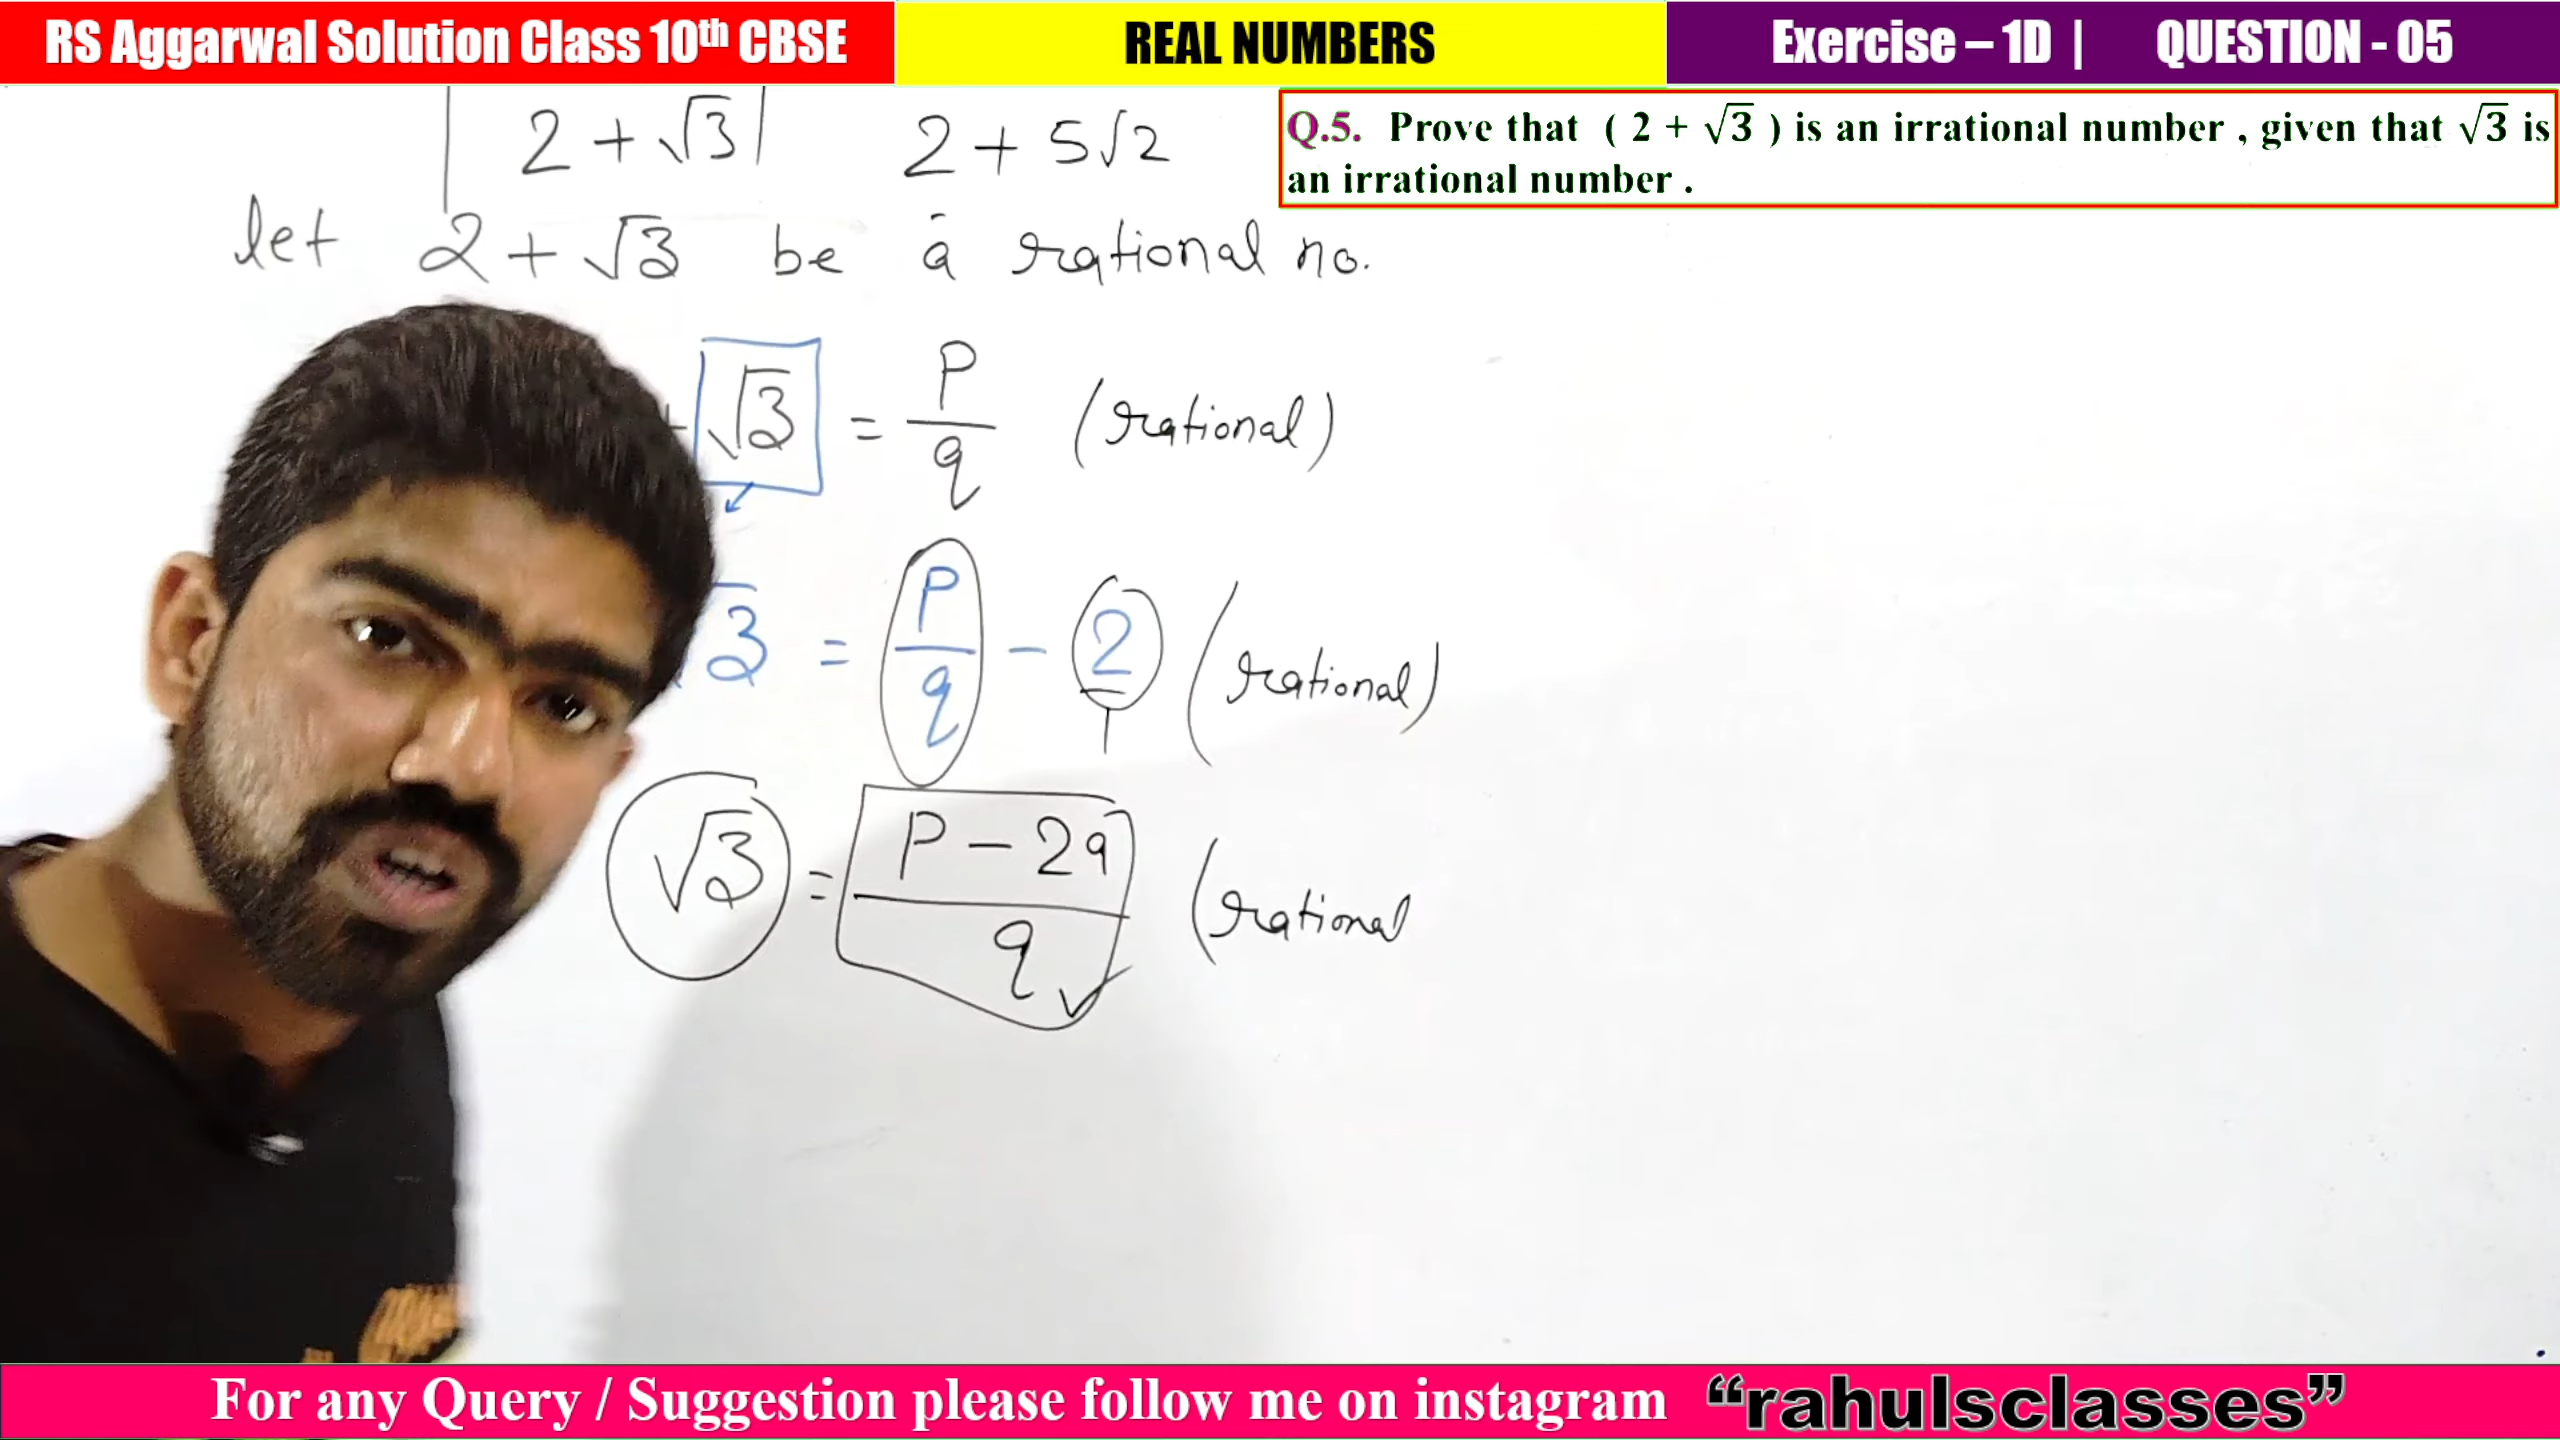 RS Aggarwal Solution Class 10th CBSE
REAL NUMBERS
Exercise – 1D | QUESTION - 05
Q.5. Prove that ( 2 + √3 ) is an irrational number , given that √3 is
an irrational number .
2 + √3 2 + 5√2
let 2 + √3 be a rational no.
√3 = P/q (rational)
√3 = P/q - 2/1 (rational)
√3 = P - 2q/q (rational
For any Query / Suggestion please follow me on instagram “rahulsclasses”